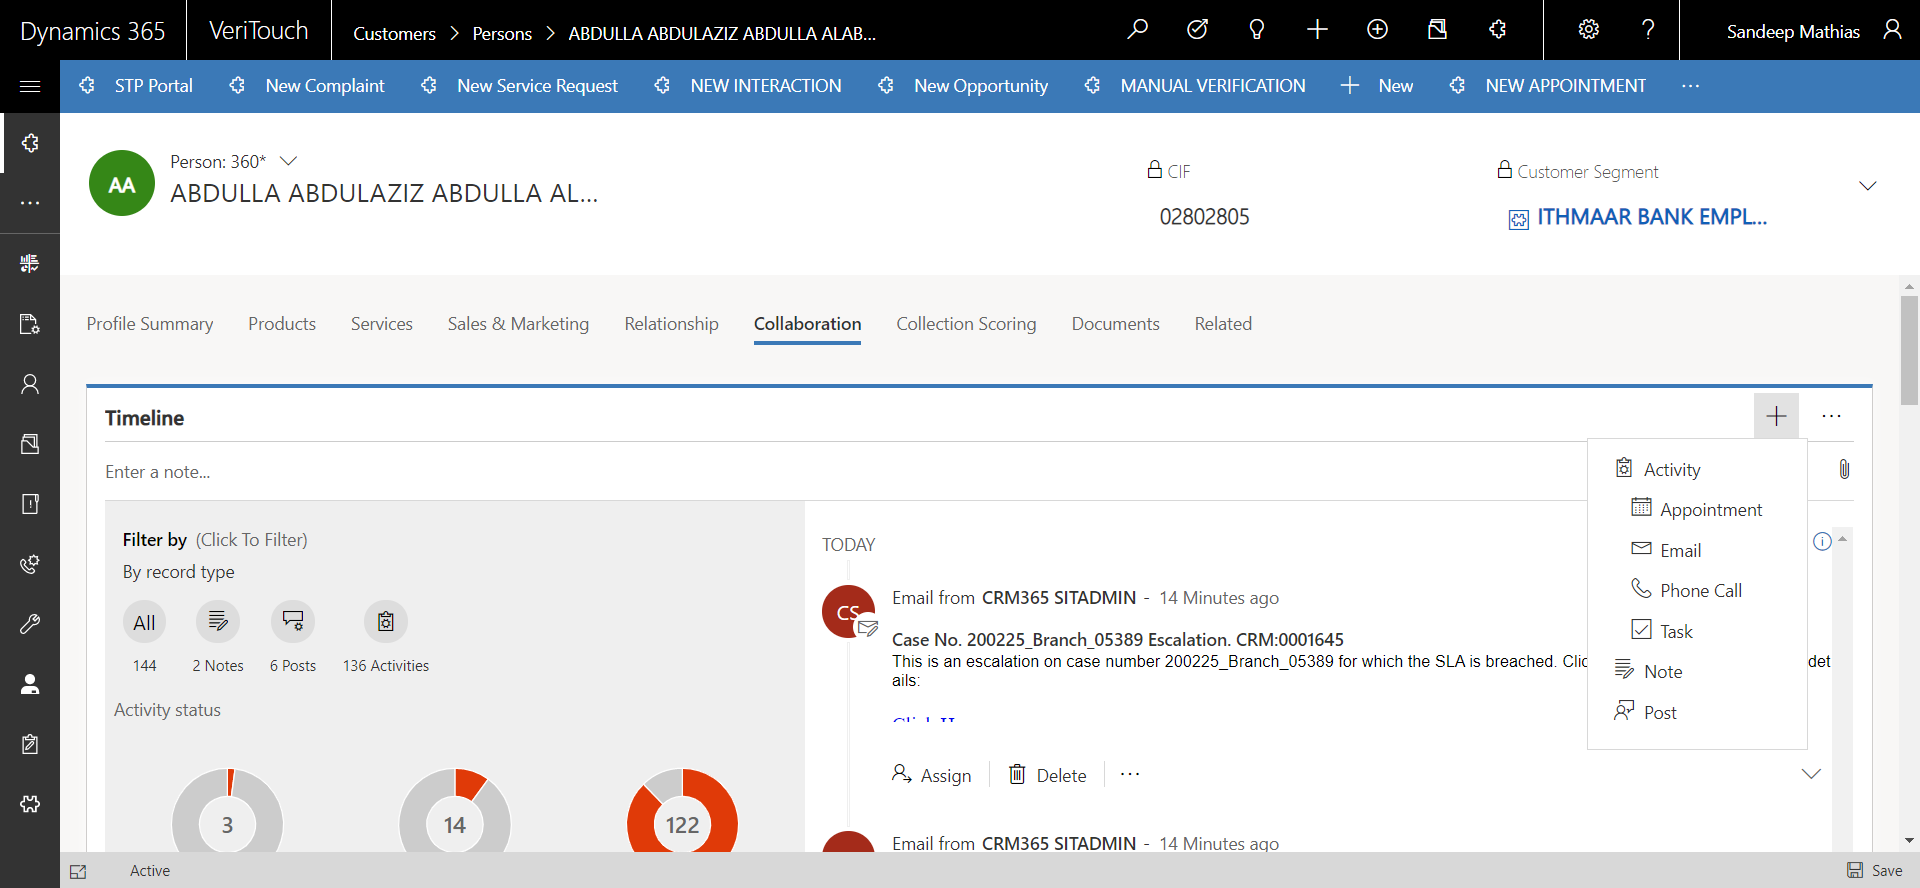 Dynamics 365
VeriTouch
Customers > Persons > ABDULLA ABDULAZIZ ABDULLA ALAB...
Sandeep Mathias
STP Portal
New Complaint
New Service Request
NEW INTERACTION
New Opportunity
MANUAL VERIFICATION
New
NEW APPOINTMENT
...
AA
Person: 360*
ABDULLA ABDULAZIZ ABDULLA AL...
CIF
02802805
Customer Segment
ITHMAAR BANK EMPL...
Profile Summary
Products
Services
Sales & Marketing
Relationship
Collaboration
Collection Scoring
Documents
Related
Timeline
Enter a note...
Activity
Appointment
Email
Phone Call
Task
Note
Post
Filter by (Click To Filter)
By record type
All
144
2 Notes
6 Posts
136 Activities
Activity status
3
14
122
TODAY
CS
Email from CRM365 SITADMIN - 14 Minutes ago
Case No. 200225_Branch_05389 Escalation. CRM:0001645
This is an escalation on case number 200225_Branch_05389 for which the SLA is breached. Clic det
ails:
Assign
Delete
...
Email from CRM365 SITADMIN - 14 Minutes ago
Active
Save